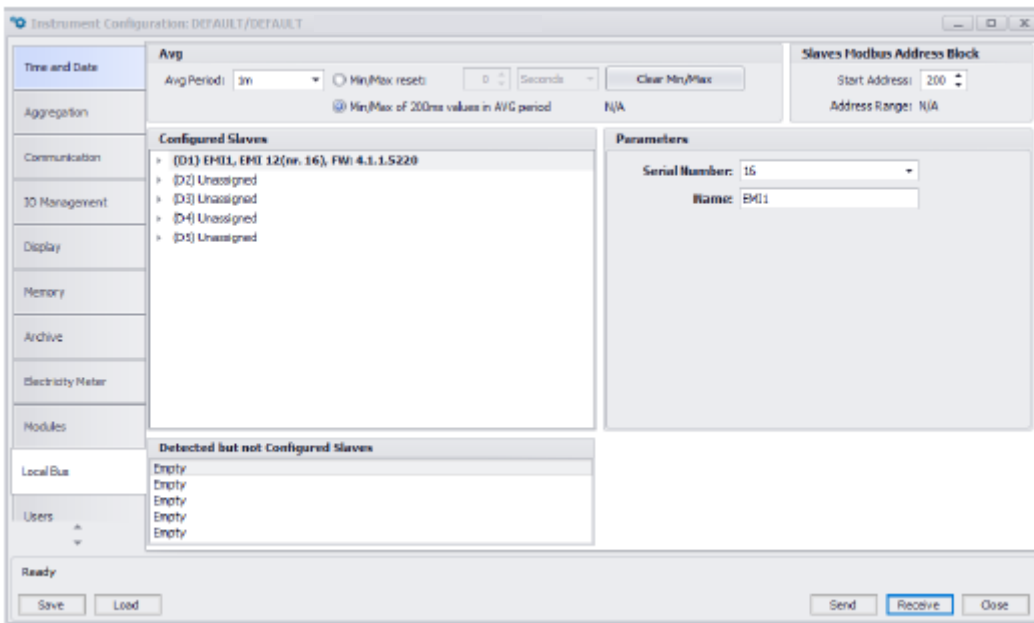 Instrument Configuration: DEFAULT/DEFAULT
Time and Date
Aggregation
Communication
IO Management
Display
Memory
Archive
Electricity Meter
Modules
Local Bus
Users
Avg
Avg Period: 1m
Min/Max reset: 0 Seconds
Clear Min/Max
Min/Max of 200ms values in AVG period N/A
Slaves Modbus Address Block
Start Address: 200
Address Range: N/A
Configured Slaves
(D1) EMI1, EMI 12(nr. 16), FW: 4.1.1.5220
(D2) Unassigned
(D3) Unassigned
(D4) Unassigned
(D5) Unassigned
Parameters
Serial Number: 16
Name: EMI1
Detected but not Configured Slaves
Empty
Empty
Empty
Empty
Empty
Ready
Save Load Send Receive Close